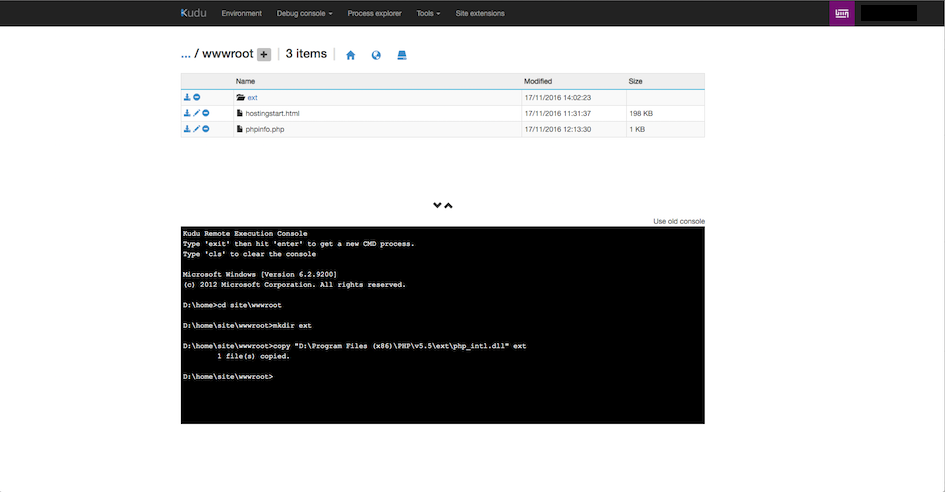 Kudu Environment Debug console Process explorer Tools Site extensions
... / wwwroot + 3 items
Name Modified Size
ext 17/11/2016 14:02:23
hostingstart.html 17/11/2016 11:31:37 198 KB
phpinfo.php 17/11/2016 12:13:30 1 KB
Use old console
Kudu Remote Execution Console
Type 'exit' then hit 'enter' to get a new CMD process.
Type 'cls' to clear the console
Microsoft Windows [Version 6.2.9200]
(c) 2012 Microsoft Corporation. All rights reserved.
D:\home>cd site\wwwroot
D:\home\site\wwwroot>mkdir ext
D:\home\site\wwwroot>copy "D:\Program Files (x86)\PHP\v5.5\ext\php_intl.dll" ext
1 file(s) copied.
D:\home\site\wwwroot>